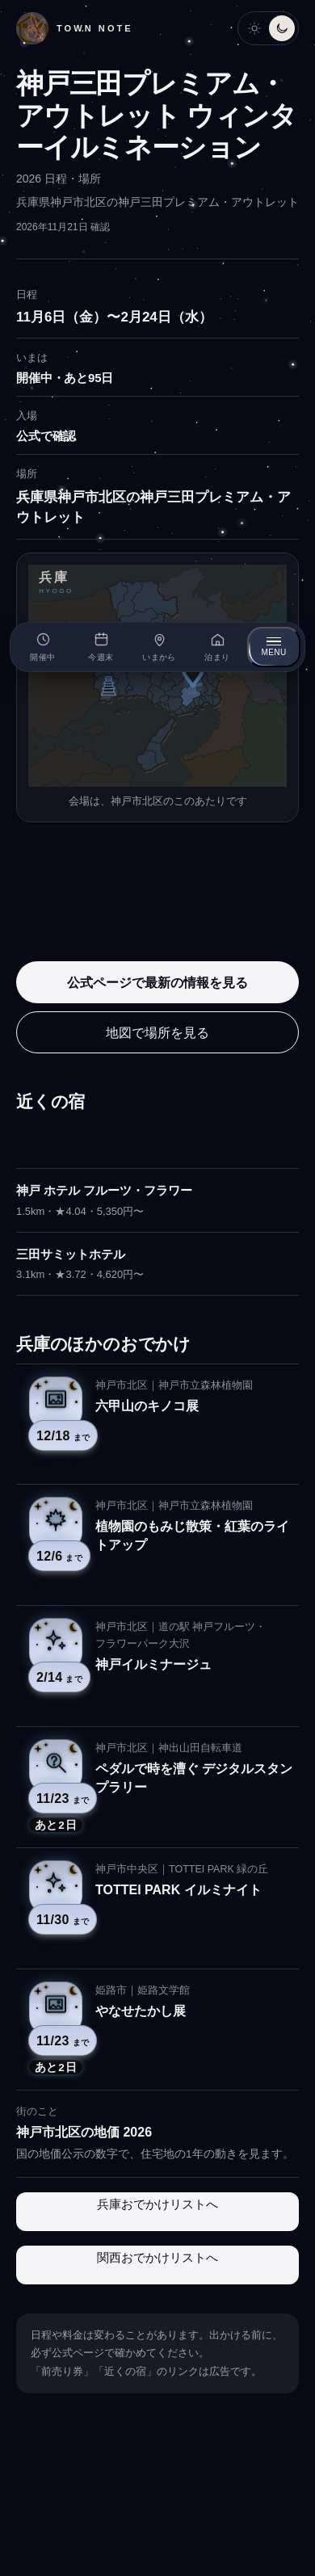 TOWN NOTE
神戸三田プレミアム・
アウトレット ウィンタ
ーイルミネーション
2026 日程・場所
兵庫県神戸市北区の神戸三田プレミアム・アウトレット
2026年11月21日 確認
日程
11月6日（金）〜2月24日（水）
いまは
開催中・あと95日
入場
公式で確認
場所
兵庫県神戸市北区の神戸三田プレミアム・ア
ウトレット
兵庫
HYOGO
開催中 今週末 いまから 泊まり MENU
会場は、神戸市北区のこのあたりです
公式ページで最新の情報を見る
地図で場所を見る
近くの宿
神戸 ホテル フルーツ・フラワー
1.5km・★4.04・5,350円〜
三田サミットホテル
3.1km・★3.72・4,620円〜
兵庫のほかのおでかけ
神戸市北区｜神戸市立森林植物園
六甲山のキノコ展
12/18 まで
神戸市北区｜神戸市立森林植物園
植物園のもみじ散策・紅葉のライ
トアップ
12/6 まで
神戸市北区｜道の駅 神戸フルーツ・
フラワーパーク大沢
神戸イルミナージュ
2/14 まで
神戸市北区｜神出山田自転車道
ペダルで時を漕ぐ デジタルスタン
プラリー
11/23 まで
あと2日
神戸市中央区｜TOTTEI PARK 緑の丘
TOTTEI PARK イルミナイト
11/30 まで
姫路市｜姫路文学館
やなせたかし展
11/23 まで
あと2日
街のこと
神戸市北区の地価 2026
国の地価公示の数字で、住宅地の1年の動きを見ます。
兵庫おでかけリストへ
関西おでかけリストへ
日程や料金は変わることがあります。出かける前に、
必ず公式ページで確かめてください。
「前売り券」「近くの宿」のリンクは広告です。